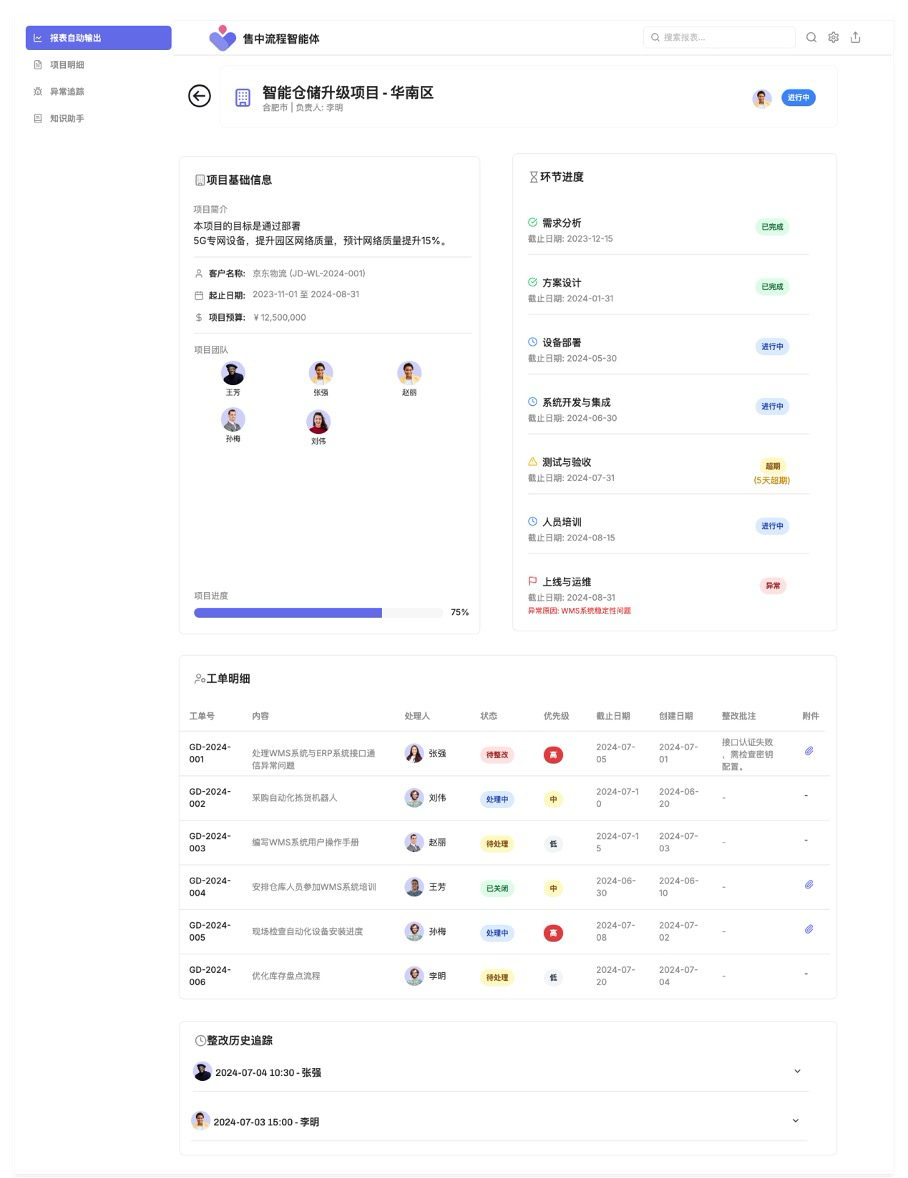 报表自动输出
项目明细
异常追踪
知识助手
售中流程智能体
搜索报表...
智能仓储升级项目 - 华南区
合肥市 | 负责人: 李明
进行中
项目基础信息
项目简介
本项目的目标是通过部署
5G专网设备，提升园区网络质量，预计网络质量提升15%。
客户名称: 京东物流 (JD-WL-2024-001)
起止日期: 2023-11-01 至 2024-08-31
项目预算: ¥ 12,500,000
项目团队
王芳 张强 赵丽
孙梅 刘伟
项目进度
75%
环节进度
需求分析 已完成
截止日期: 2023-12-15
方案设计 已完成
截止日期: 2024-01-31
设备部署 进行中
截止日期: 2024-05-30
系统开发与集成 进行中
截止日期: 2024-06-30
测试与验收 超期
截止日期: 2024-07-31 (5天超期)
人员培训 进行中
截止日期: 2024-08-15
上线与运维 异常
截止日期: 2024-08-31
异常原因: WMS系统稳定性问题
工单明细
工单号 内容 处理人 状态 优先级 截止日期 创建日期 整改批注 附件
GD-2024-001 处理WMS系统与ERP系统接口通信异常问题 张强 待整改 高 2024-07-05 2024-07-01 接口认证失败，需检查密钥配置。
GD-2024-002 采购自动化拣货机器人 刘伟 处理中 中 2024-07-10 2024-06-20 - -
GD-2024-003 编写WMS系统用户操作手册 赵丽 待处理 低 2024-07-15 2024-07-03 - -
GD-2024-004 安排仓库人员参加WMS系统培训 王芳 已关闭 中 2024-06-30 2024-06-10 -
GD-2024-005 现场检查自动化设备安装进度 孙梅 处理中 高 2024-07-08 2024-07-02 -
GD-2024-006 优化库存盘点流程 李明 待处理 低 2024-07-20 2024-07-04 - -
整改历史追踪
2024-07-04 10:30 - 张强
2024-07-03 15:00 - 李明